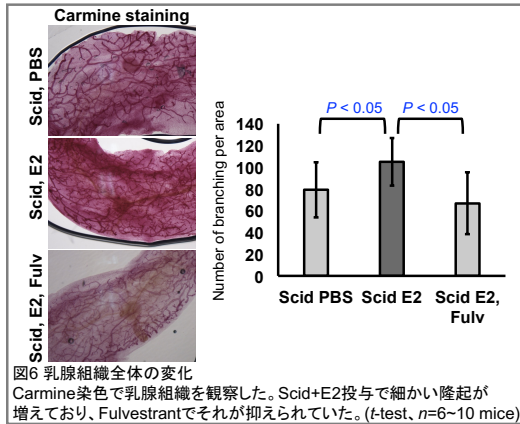 Carmine staining
Scid, PBS
Scid, E2
Scid, E2, Fulv
Number of branching per area
P < 0.05
P < 0.05
140
120
100
80
60
40
20
0
Scid PBS
Scid E2
Scid E2,
Fulv
図6 乳腺組織全体の変化
Carmine染色で乳腺組織を観察した。Scid+E2投与で細かい隆起が
増えており、Fulvestrantでそれが抑えられていた。(t-test、n=6~10 mice)